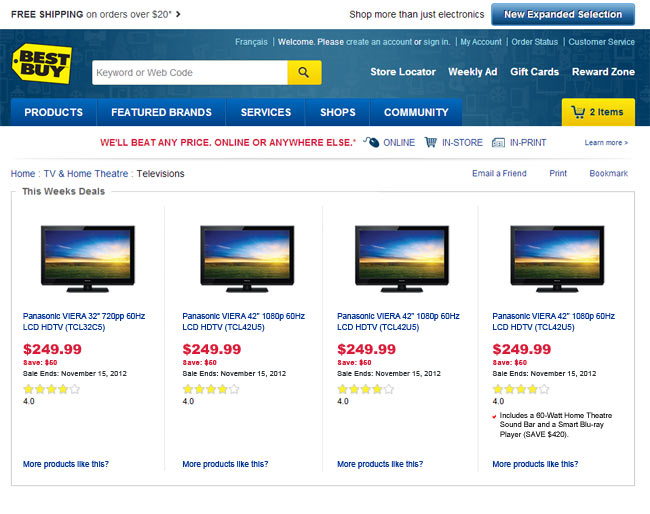 FREE SHIPPING on orders over $20* >
Shop more than just electronics
New Expanded Selection
Français | Welcome. Please create an account or sign in. | My Account | Order Status | Customer Service
BEST BUY
Keyword or Web Code
Store Locator Weekly Ad Gift Cards Reward Zone
PRODUCTS FEATURED BRANDS SERVICES SHOPS COMMUNITY
2 Items
WE'LL BEAT ANY PRICE. ONLINE OR ANYWHERE ELSE.* ONLINE IN-STORE IN-PRINT Learn more >
Home : TV & Home Theatre : Televisions
Email a Friend Print Bookmark
This Weeks Deals
Panasonic VIERA 32" 720pp 60Hz
LCD HDTV (TCL32C5)
$249.99
Save: $50
Sale Ends: November 15, 2012
4.0
More products like this?
Panasonic VIERA 42" 1080p 60Hz
LCD HDTV (TCL42U5)
$249.99
Save: $50
Sale Ends: November 15, 2012
4.0
More products like this?
Panasonic VIERA 42" 1080p 60Hz
LCD HDTV (TCL42U5)
$249.99
Save: $50
Sale Ends: November 15, 2012
4.0
More products like this?
Panasonic VIERA 42" 1080p 60Hz
LCD HDTV (TCL42U5)
$249.99
Save: $50
Sale Ends: November 15, 2012
4.0
Includes a 60-Watt Home Theatre
Sound Bar and a Smart Blu-ray
Player (SAVE $420).
More products like this?